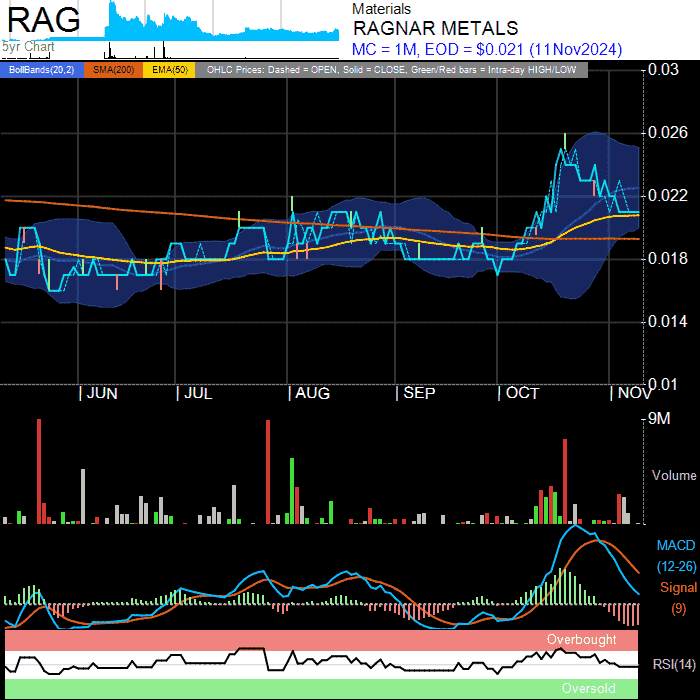 RAG
5yr Chart
Materials
RAGNAR METALS
MC = 1M, EOD = $0.021 (11Nov2024)
BollBands(20,2) SMA(200) EMA(50) OHLC Prices: Dashed = OPEN, Solid = CLOSE, Green/Red bars = Intra-day HIGH/LOW
0.03
0.026
0.022
0.018
0.014
0.01
JUN JUL AUG SEP OCT NOV
9M
Volume
MACD
(12-26)
Signal
(9)
Overbought
RSI(14)
Oversold